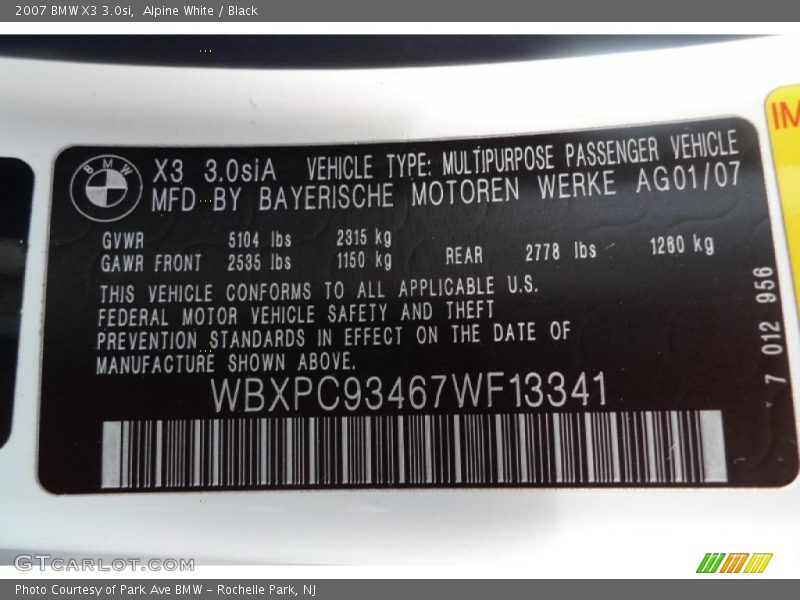 2007 BMW X3 3.0si, Alpine White / Black
IM
BMW
X3 3.0siA VEHICLE TYPE: MULTIPURPOSE PASSENGER VEHICLE
MFD BY BAYERISCHE MOTOREN WERKE AG01/07
GVWR 5104 lbs 2315 kg
GAWR FRONT 2535 lbs 1150 kg REAR 2778 lbs 1260 kg
THIS VEHICLE CONFORMS TO ALL APPLICABLE U.S.
FEDERAL MOTOR VEHICLE SAFETY AND THEFT
PREVENTION STANDARDS IN EFFECT ON THE DATE OF
MANUFACTURE SHOWN ABOVE.
WBXPC93467WF13341
7 012 956
GTCARLOT.COM
Photo Courtesy of Park Ave BMW - Rochelle Park, NJ